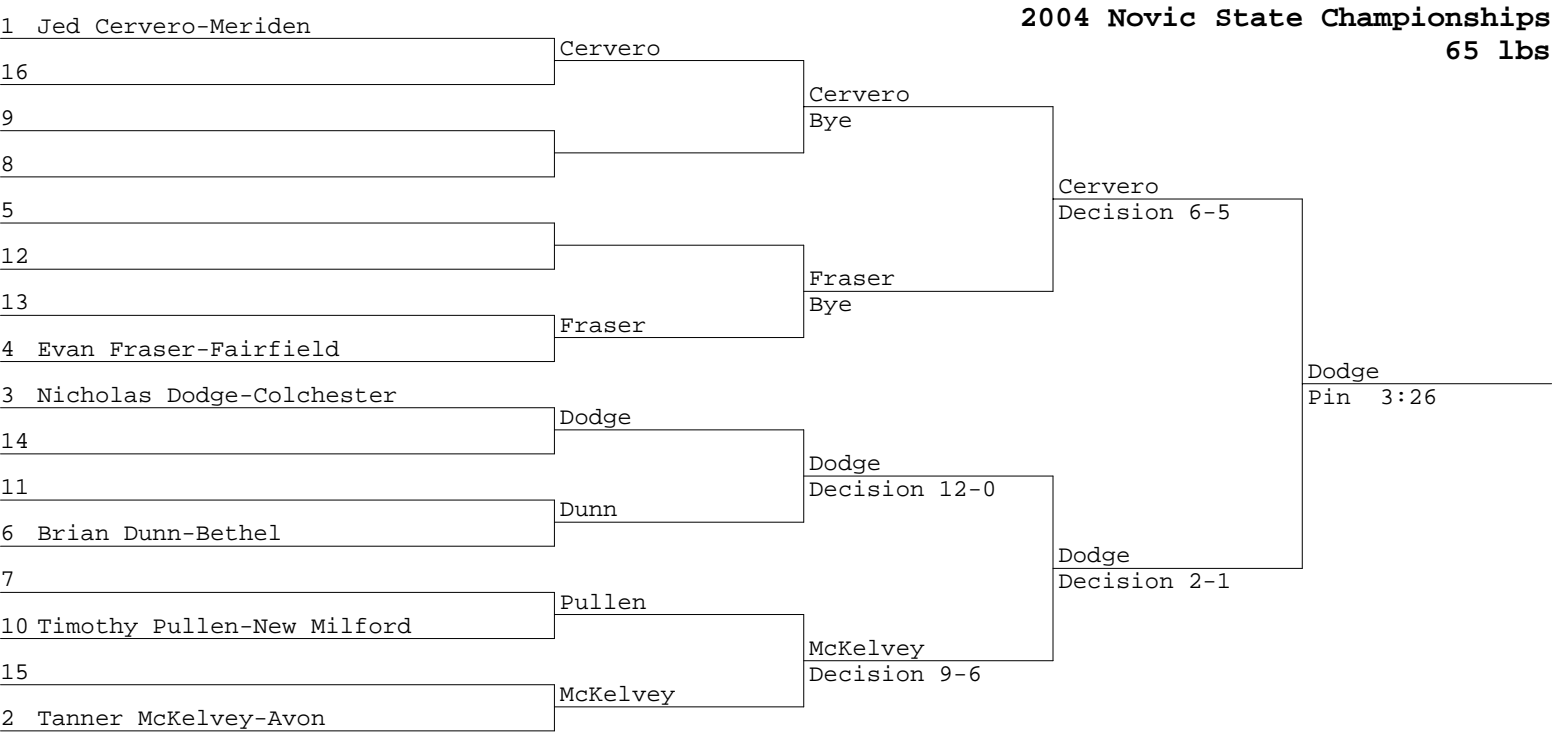 2004 Novic State Championships
65 lbs
1 Jed Cervero-Meriden
16
9
8
5
12
13
4 Evan Fraser-Fairfield
3 Nicholas Dodge-Colchester
14
11
6 Brian Dunn-Bethel
7
10 Timothy Pullen-New Milford
15
2 Tanner McKelvey-Avon
Cervero
Fraser
Dodge
Dunn
Pullen
McKelvey
Cervero
Bye
Fraser
Bye
Dodge
Decision 12-0
McKelvey
Decision 9-6
Cervero
Decision 6-5
Dodge
Decision 2-1
Dodge
Pin 3:26